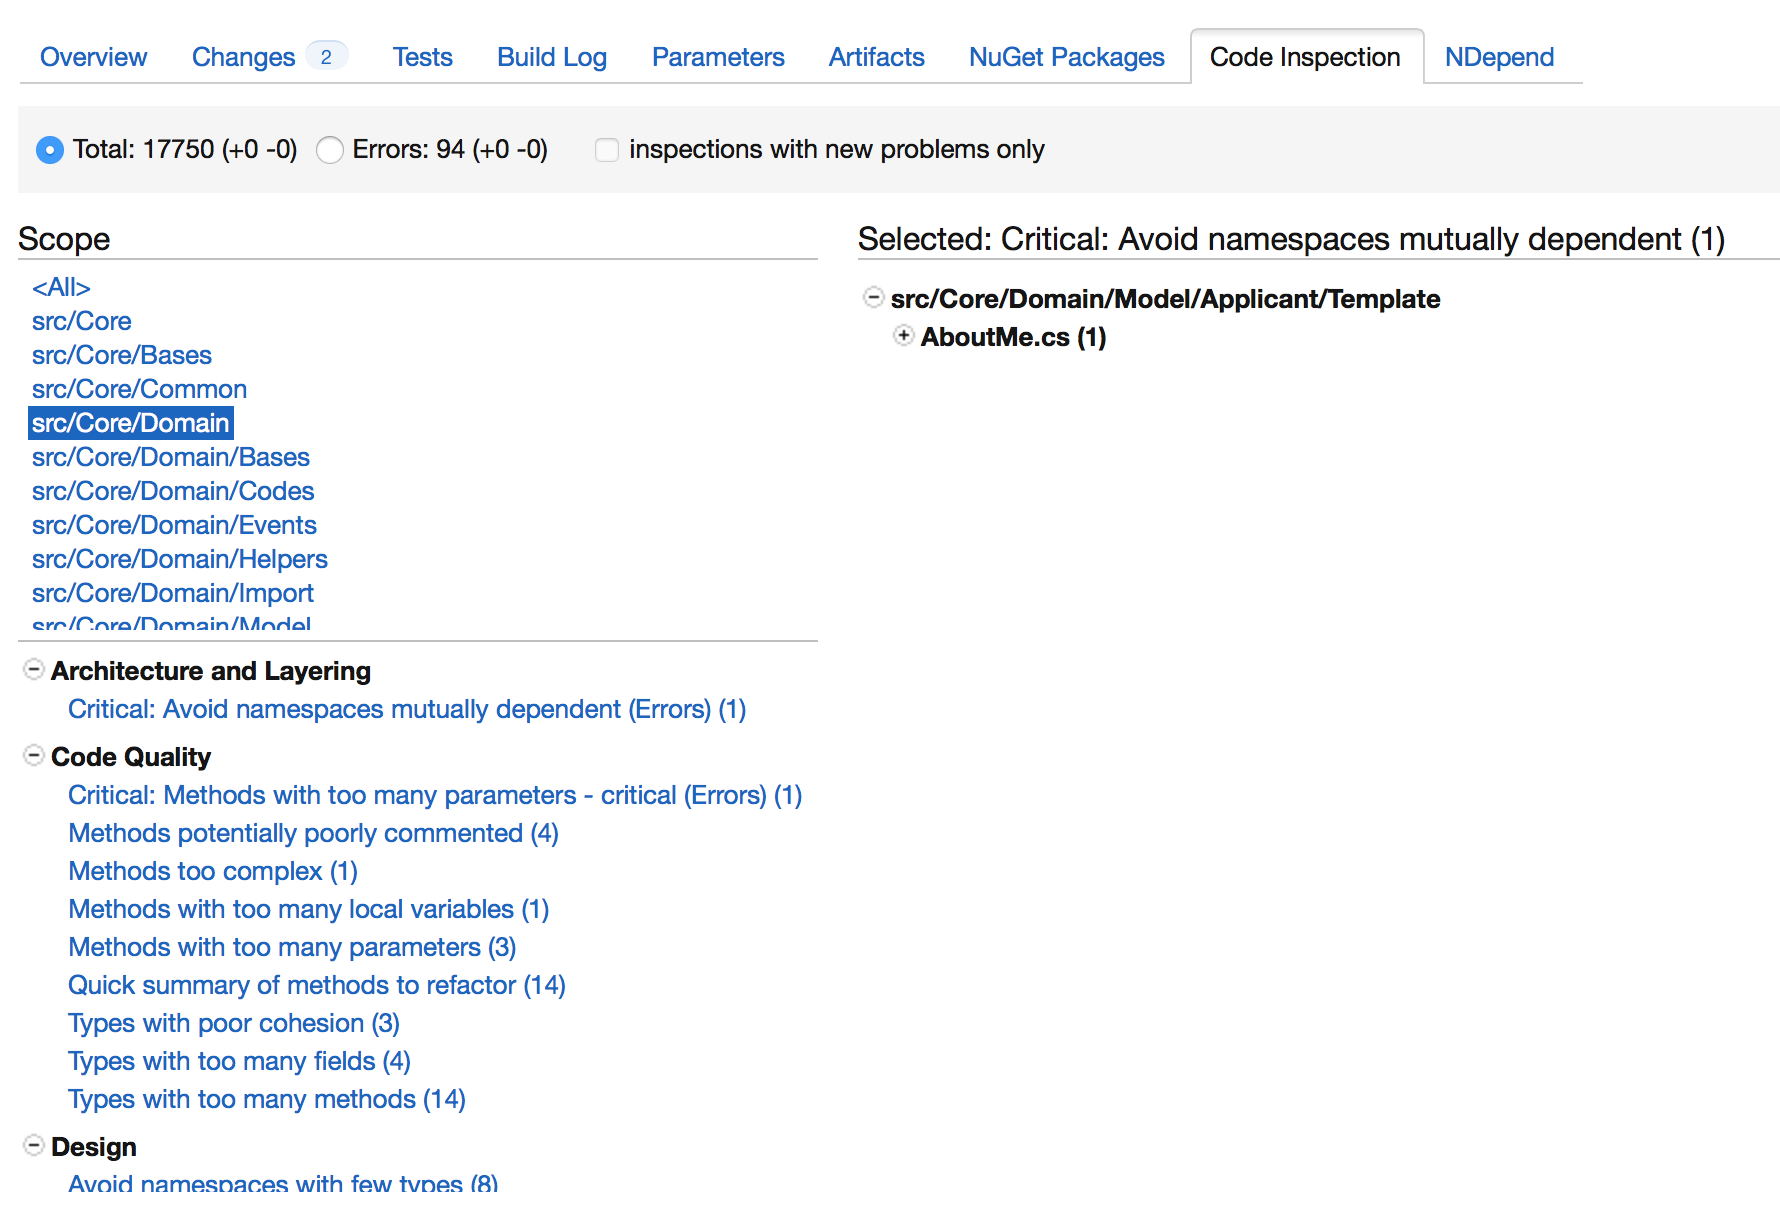 Overview Changes 2 Tests Build Log Parameters Artifacts NuGet Packages Code Inspection NDepend
Total: 17750 (+0 -0) Errors: 94 (+0 -0) inspections with new problems only
Scope
<All>
src/Core
src/Core/Bases
src/Core/Common
src/Core/Domain
src/Core/Domain/Bases
src/Core/Domain/Codes
src/Core/Domain/Events
src/Core/Domain/Helpers
src/Core/Domain/Import
src/Core/Domain/Model
Architecture and Layering
Critical: Avoid namespaces mutually dependent (Errors) (1)
Code Quality
Critical: Methods with too many parameters - critical (Errors) (1)
Methods potentially poorly commented (4)
Methods too complex (1)
Methods with too many local variables (1)
Methods with too many parameters (3)
Quick summary of methods to refactor (14)
Types with poor cohesion (3)
Types with too many fields (4)
Types with too many methods (14)
Design
Avoid namespaces with few types (8)
Selected: Critical: Avoid namespaces mutually dependent (1)
src/Core/Domain/Model/Applicant/Template
AboutMe.cs (1)